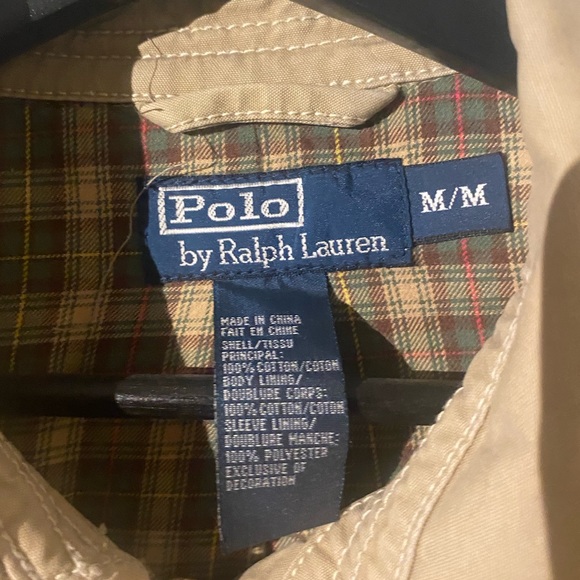 Polo
by Ralph Lauren
M/M
MADE IN CHINA
FAIT EN CHINE
SHELL/TISSU
PRINCIPAL:
100% COTTON/COTON
BODY LINING/
DOUBLURE CORPS:
100% COTTON/COTON
SLEEVE LINING/
DOUBLURE MANCHE:
100% POLYESTER
EXCLUSIVE OF
DECORATION